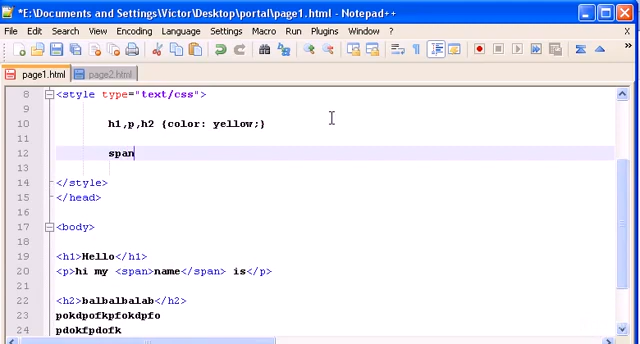 *E:\Documents and Settings\Victor\Desktop\portal\page1.html - Notepad++
File Edit Search View Encoding Language Settings Macro Run Plugins Window ?
page1.html page2.html
8 <style type="text/css">
9
10 h1,p,h2 {color: yellow;}
11
12 span
13
14 </style>
15 </head>
16
17 <body>
18
19 <h1>Hello</h1>
20 <p>hi my <span>name</span> is</p>
21
22 <h2>balbalbalab</h2>
23 pokdpofkpfokdpfo
24 pdokfpdofk